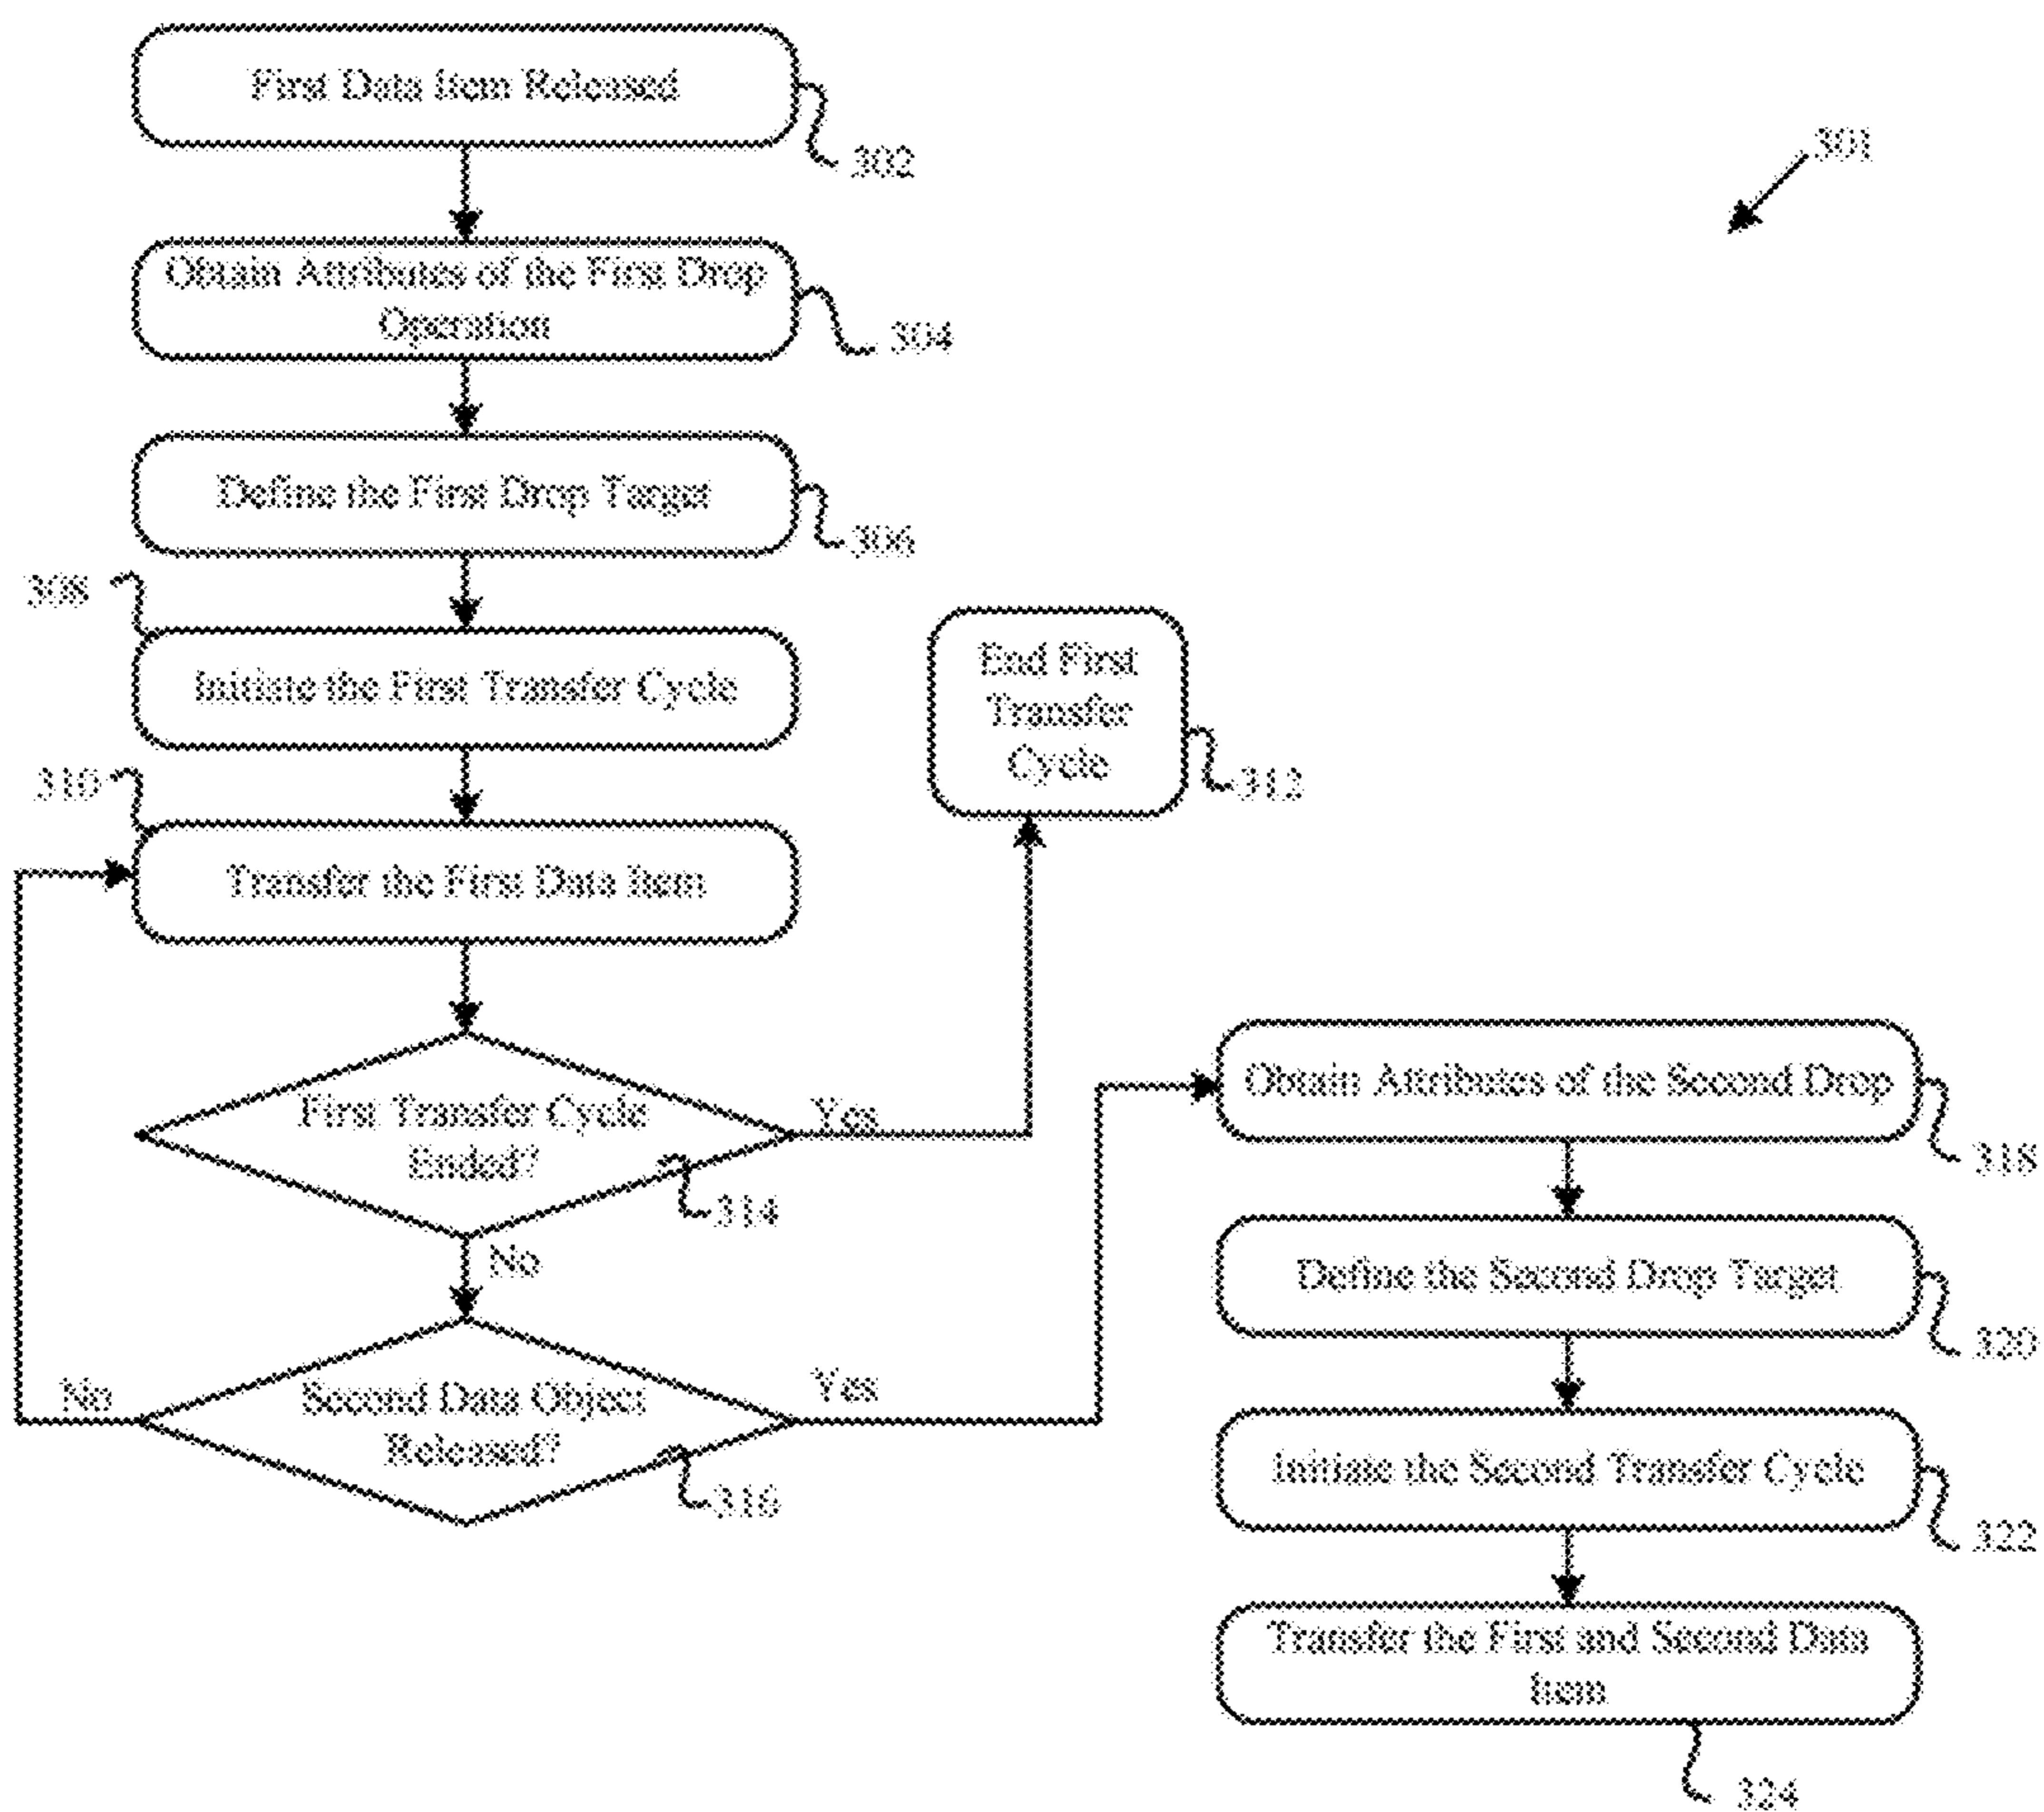 First Data Item Released
302
301
Obtain Attributes of the First Drop
Operation
304
Define the First Drop Target
306
308
Initiate the First Transfer Cycle
End First
Transfer
Cycle
312
310
Transfer the First Data Item
First Transfer Cycle
Ended?
Yes
314
No
Second Data Object
Released?
No
Yes
316
Obtain Attributes of the Second Drop
318
Define the Second Drop Target
320
Initiate the Second Transfer Cycle
322
Transfer the First and Second Data
Item
324